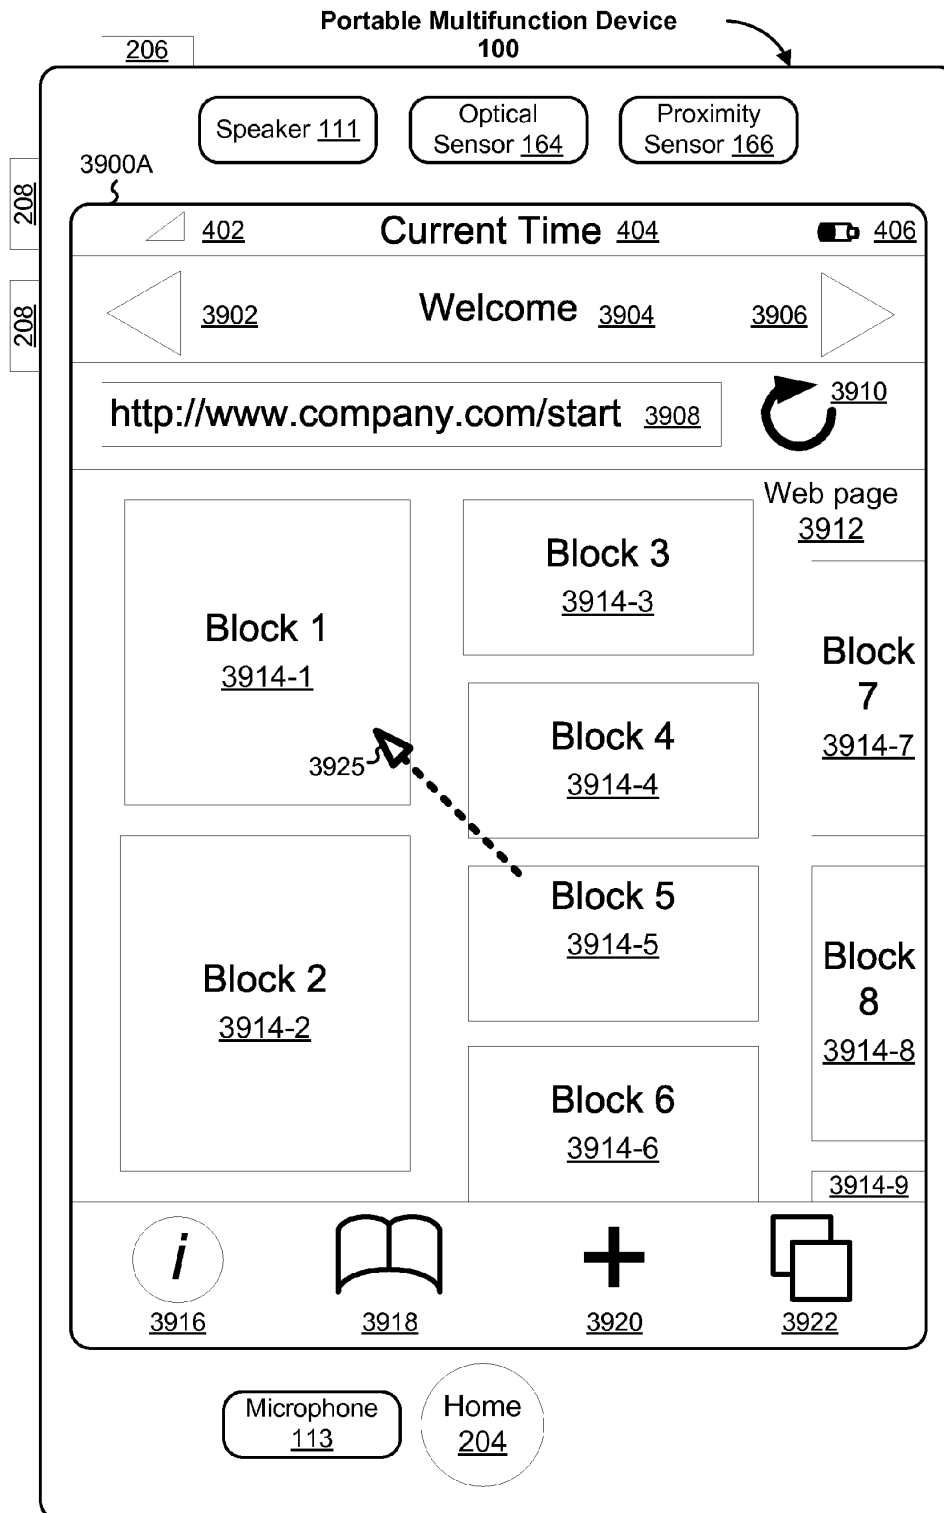 Portable Multifunction Device
100
206
Speaker 111
Optical
Sensor 164
Proximity
Sensor 166
3900A
208
208
402
Current Time 404
406
3902
Welcome 3904
3906
http://www.company.com/start 3908
3910
Web page
3912
Block 1
3914-1
Block 2
3914-2
Block 3
3914-3
Block 4
3914-4
3925
Block 5
3914-5
Block 6
3914-6
Block
7
3914-7
Block
8
3914-8
3914-9
i
3916
3918
3920
3922
Microphone
113
Home
204